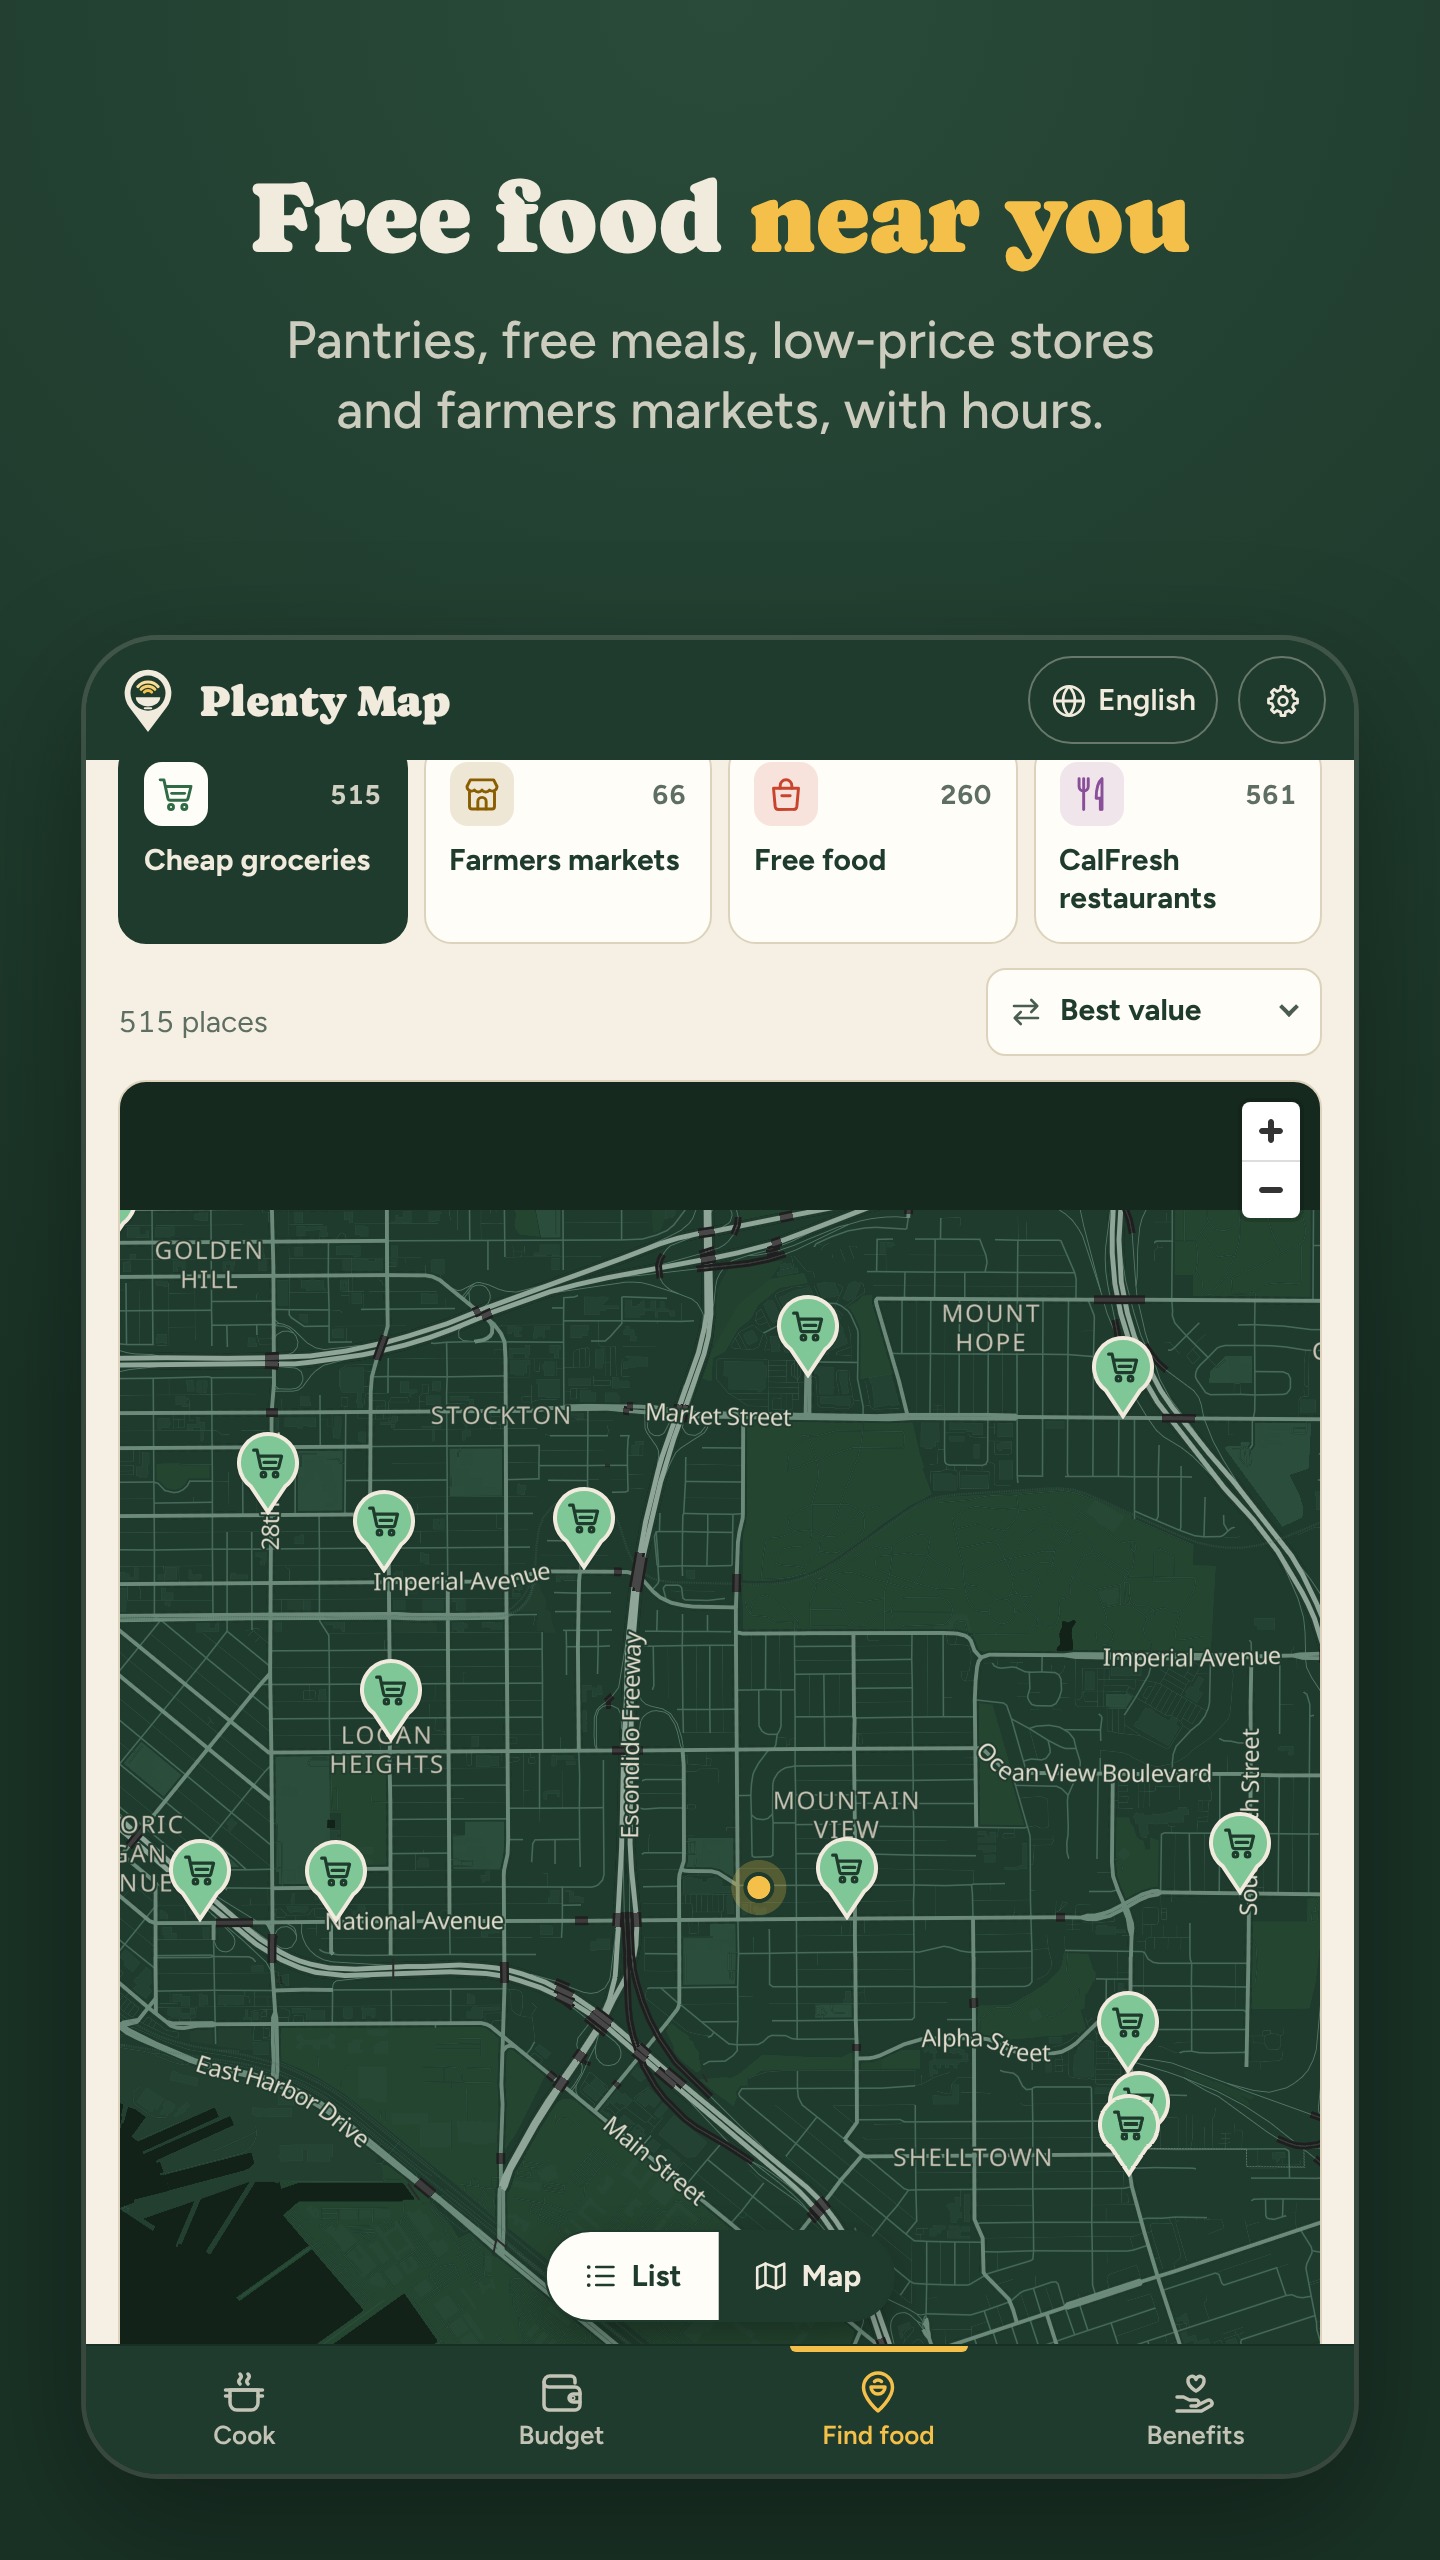 Free food near you
Pantries, free meals, low-price stores
and farmers markets, with hours.
Plenty Map
English
515
66
260
561
Cheap groceries
Farmers markets
Free food
CalFresh
restaurants
515 places
Best value
GOLDEN
HILL
MOUNT
HOPE
STOCKTON
Market Street
28th
Imperial Avenue
Imperial Avenue
Escondido Freeway
LOGAN
HEIGHTS
Ocean View Boulevard
MOUNTAIN
VIEW
ORIC
GAN
NUE
National Avenue
Alpha Street
East Harbor Drive
Main Street
SHELLTOWN
List
Map
Cook
Budget
Find food
Benefits